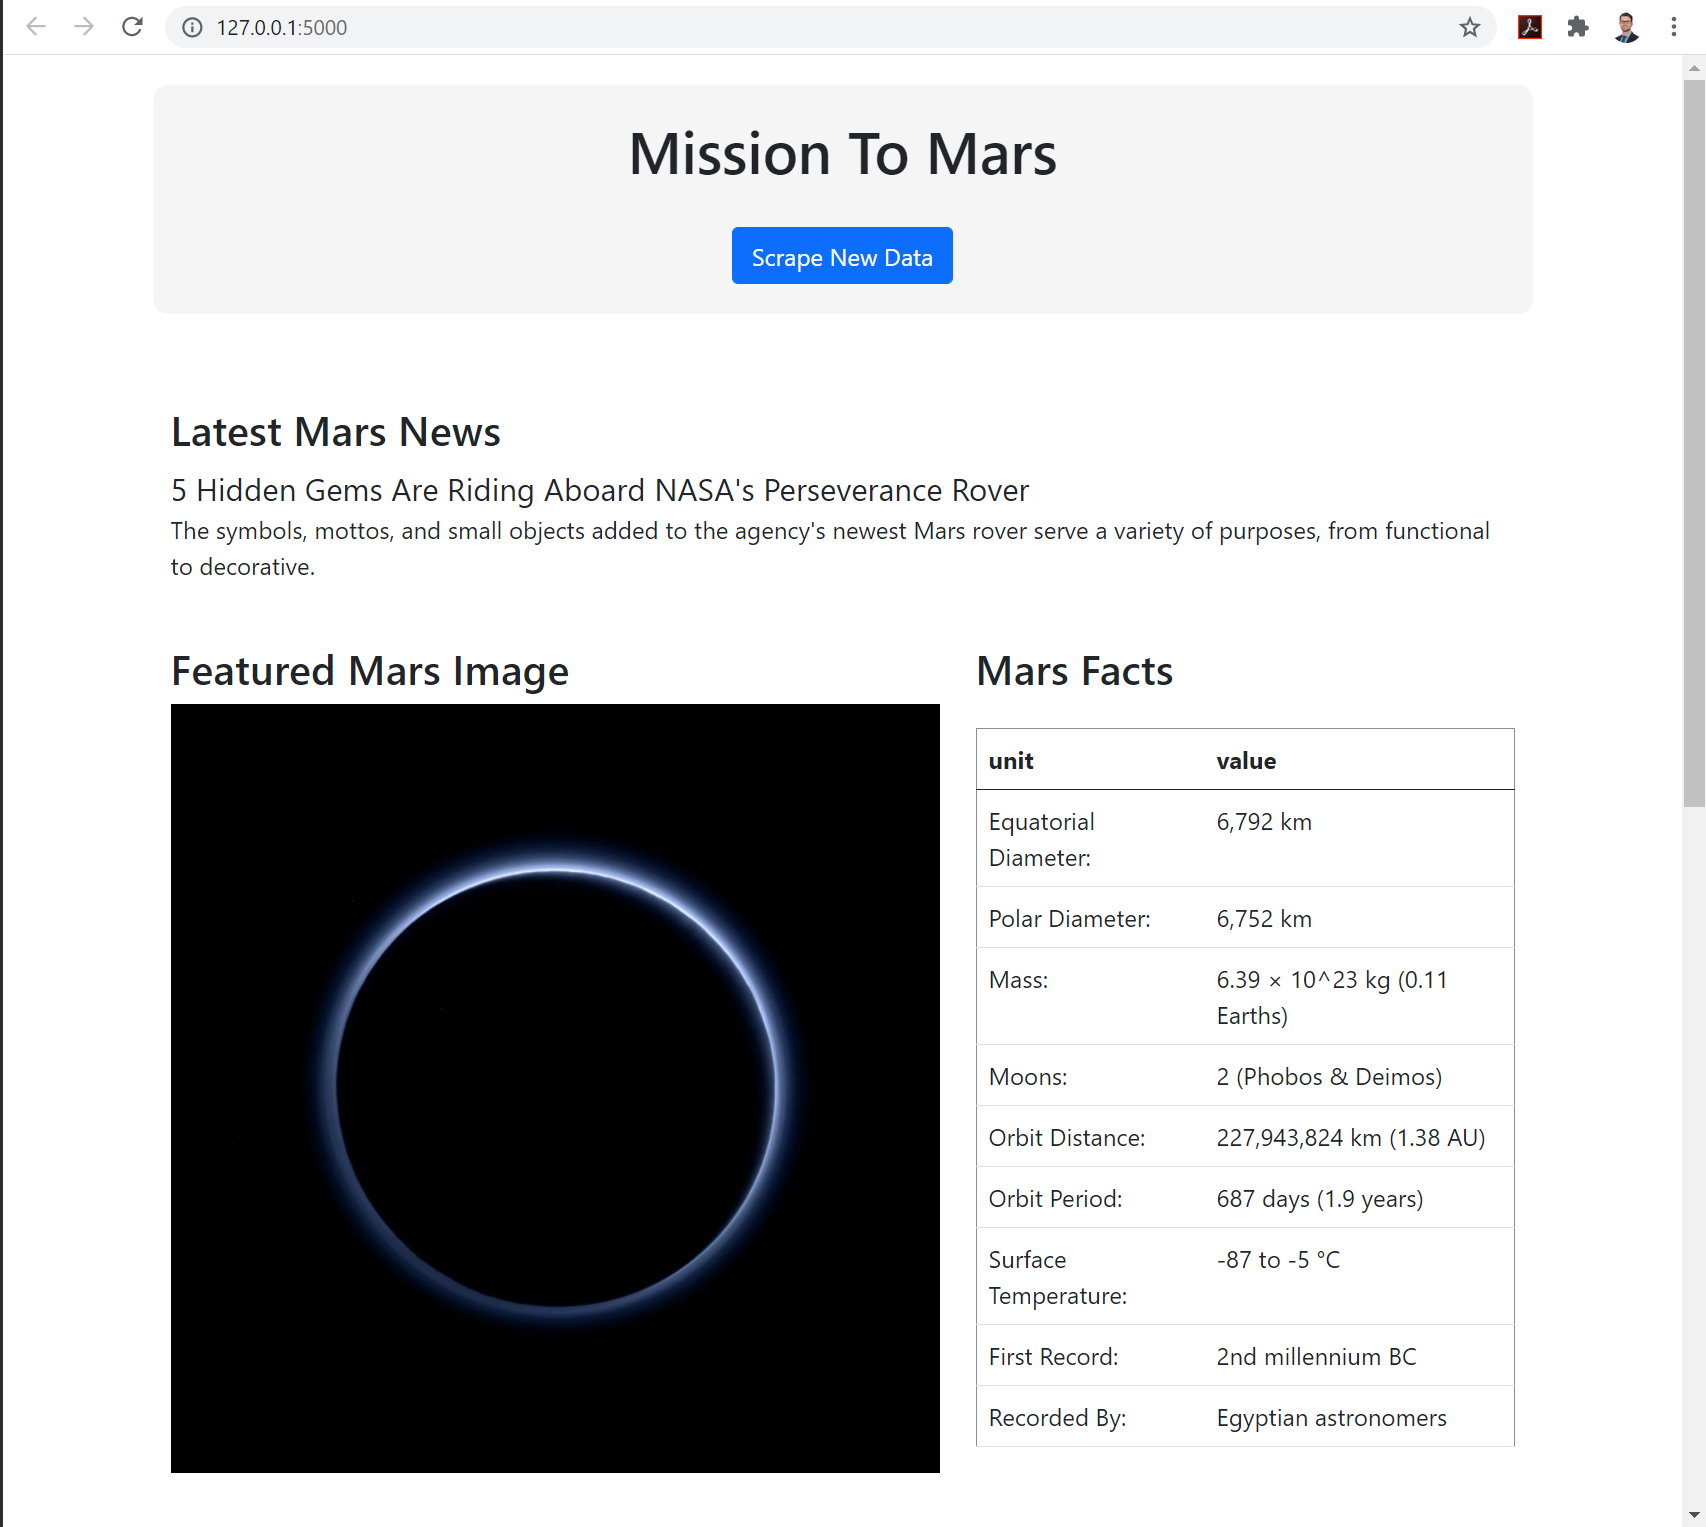 127.0.0.1:5000
Mission To Mars
Scrape New Data
Latest Mars News
5 Hidden Gems Are Riding Aboard NASA's Perseverance Rover
The symbols, mottos, and small objects added to the agency's newest Mars rover serve a variety of purposes, from functional
to decorative.
Featured Mars Image
Mars Facts
unit value
Equatorial 6,792 km
Diameter:
Polar Diameter: 6,752 km
Mass: 6.39 × 10^23 kg (0.11
Earths)
Moons: 2 (Phobos & Deimos)
Orbit Distance: 227,943,824 km (1.38 AU)
Orbit Period: 687 days (1.9 years)
Surface -87 to -5 °C
Temperature:
First Record: 2nd millennium BC
Recorded By: Egyptian astronomers